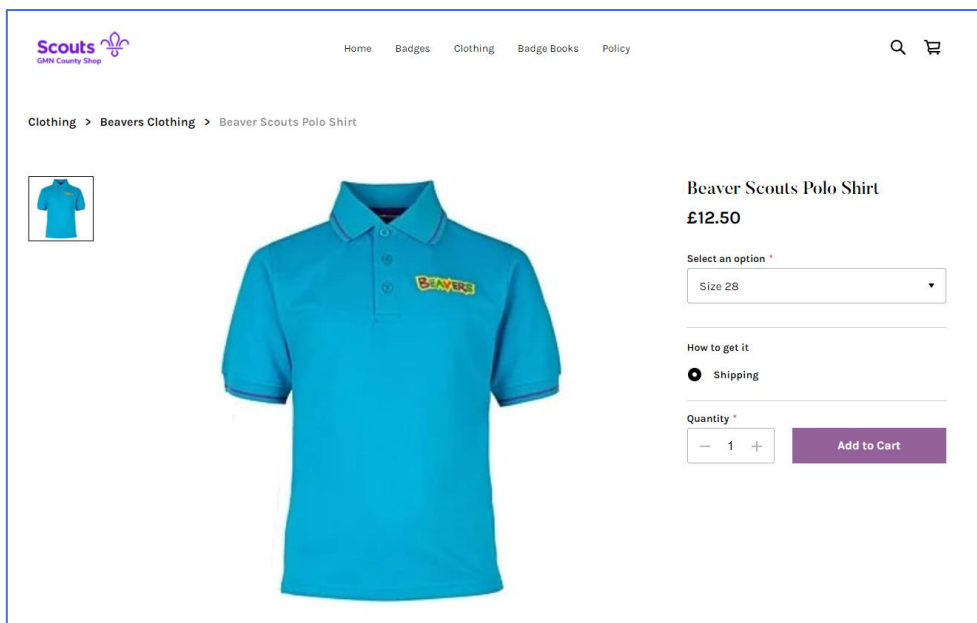 Scouts
GMN County Shop
Home Badges Clothing Badge Books Policy
Clothing > Beavers Clothing > Beaver Scouts Polo Shirt
BEAVERS
Beaver Scouts Polo Shirt
£12.50
Select an option *
Size 28
How to get it
Shipping
Quantity *
1
Add to Cart